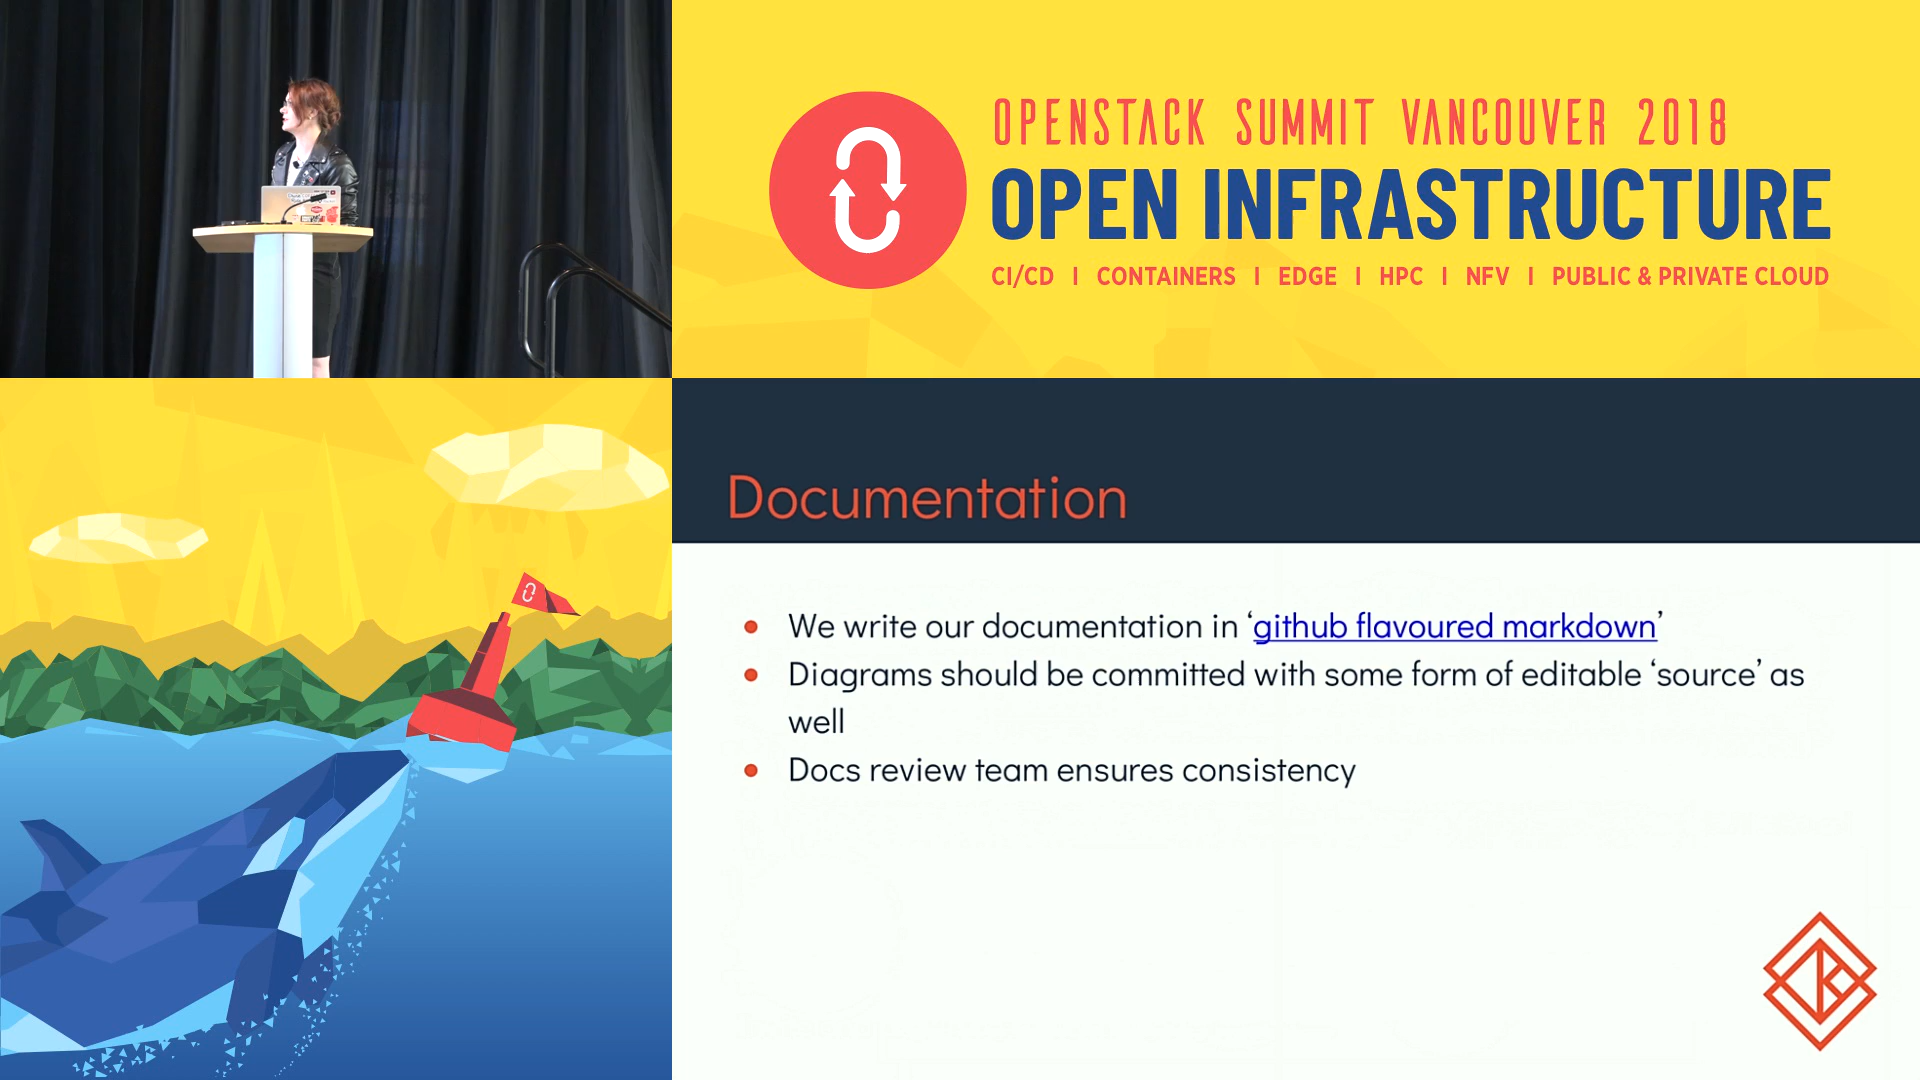 OPENSTACK SUMMIT VANCOUVER 2018
OPEN INFRASTRUCTURE
CI/CD | CONTAINERS | EDGE | HPC | NFV | PUBLIC & PRIVATE CLOUD
Documentation
• We write our documentation in ‘github flavoured markdown’
• Diagrams should be committed with some form of editable ‘source’ as
well
• Docs review team ensures consistency